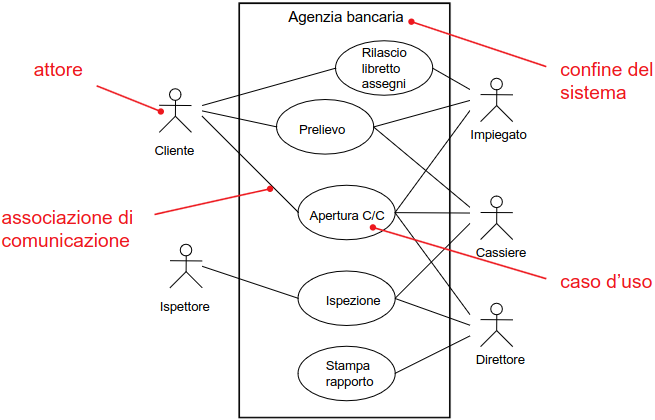 Agenzia bancaria
attore
Rilascio
libretto
assegni
confine del
sistema
Prelievo
Impiegato
Cliente
associazione di
comunicazione
Apertura C/C
Cassiere
caso d'uso
Ispettore
Ispezione
Direttore
Stampa
rapporto